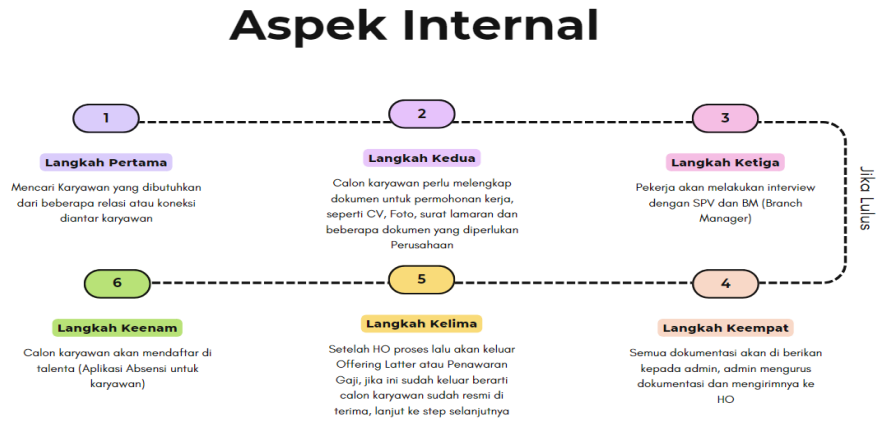 Aspek Internal
1
2
3
Langkah Pertama
Mencari Karyawan yang dibutuhkan
dari beberapa relasi atau koneksi
diantar karyawan
Langkah Kedua
Calon karyawan perlu melengkap
dokumen untuk permohonan kerja,
seperti CV, Foto, surat lamaran dan
beberapa dokumen yang diperlukan
Perusahaan
Langkah Ketiga
Pekerja akan melakukan interview
dengan SPV dan BM (Branch
Manager)
Jika Lulus
4
Langkah Keempat
Semua dokumentasi akan di berikan
kepada admin, admin mengurus
dokumentasi dan mengirimnya ke
HO
5
Langkah Kelima
Setelah HO proses lalu akan keluar
Offering Latter atau Penawaran
Gaji, jika ini sudah keluar berarti
calon karyawan sudah resmi di
terima, lanjut ke step selanjutnya
6
Langkah Keenam
Calon karyawan akan mendaftar di
talenta (Aplikasi Absensi untuk
karyawan)